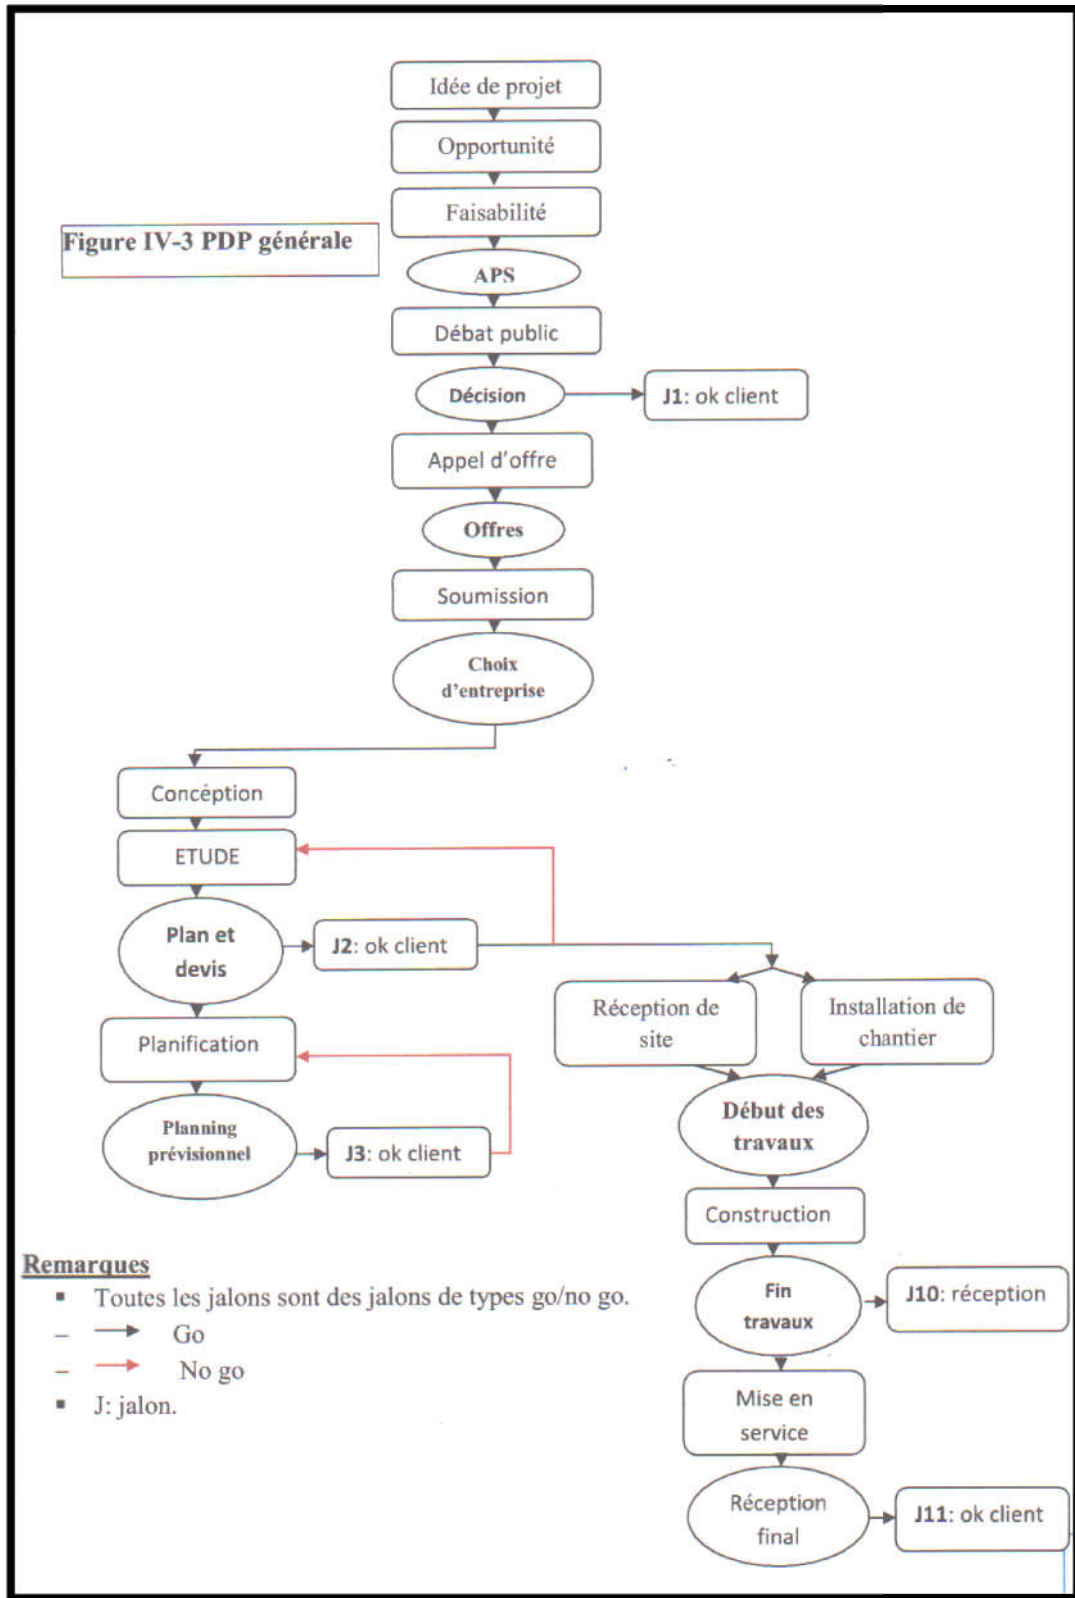 Idée de projet
Opportunité
Faisabilité
Figure IV-3 PDP générale
APS
Débat public
Décision
J1: ok client
Appel d'offre
Offres
Soumission
Choix
d'entreprise
Concéption
ETUDE
Plan et
devis
J2: ok client
Réception de
site
Installation de
chantier
Planification
Début des
travaux
Planning
prévisionnel
J3: ok client
Construction
Remarques
▪ Toutes les jalons sont des jalons de types go/no go.
– Go
– No go
▪ J: jalon.
Fin
travaux
J10: réception
Mise en
service
Réception
final
J11: ok client